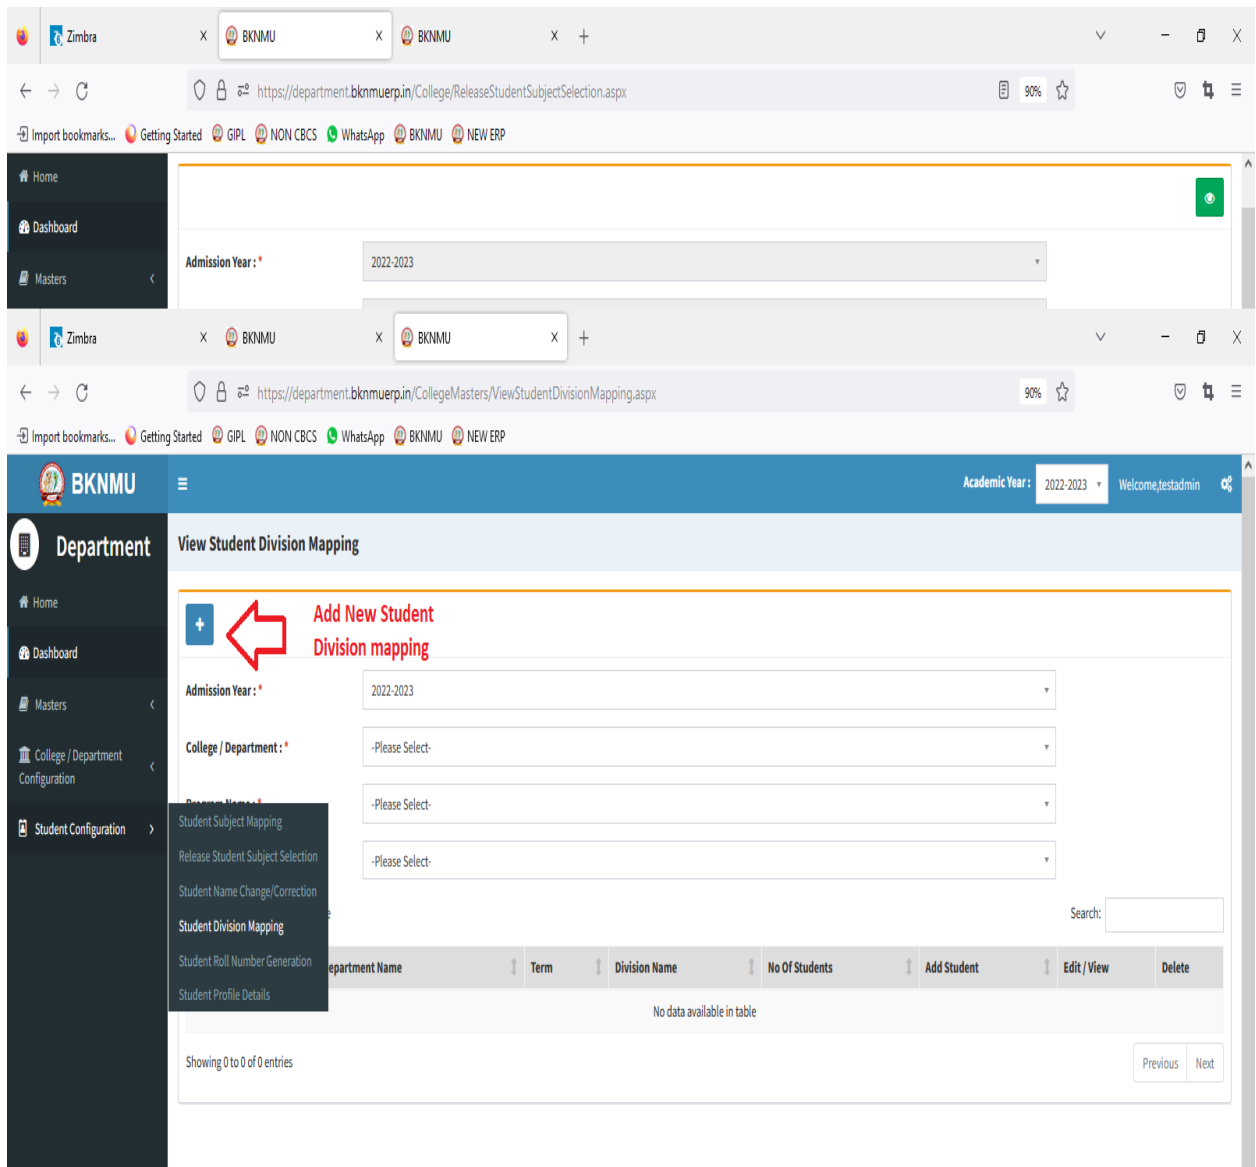 Zimbra X BKNMU X BKNMU X +
https://department.bknmuerp.in/College/ReleaseStudentSubjectSelection.aspx 90%
Import bookmarks... Getting Started GIPL NON CBCS WhatsApp BKNMU NEW ERP
Home
Dashboard
Admission Year : * 2022-2023
Masters
Zimbra X BKNMU X BKNMU X +
https://department.bknmuerp.in/CollegeMasters/ViewStudentDivisionMapping.aspx 90%
Import bookmarks... Getting Started GIPL NON CBCS WhatsApp BKNMU NEW ERP
BKNMU Academic Year : 2022-2023 Welcome,testadmin
Department View Student Division Mapping
Home
+ Add New Student
Division mapping
Dashboard
Masters Admission Year : * 2022-2023
College / Department
Configuration
College / Department : * -Please Select-
Program Name : * -Please Select-
Student Configuration
Student Subject Mapping
Release Student Subject Selection
-Please Select-
Student Name Change/Correction
Student Division Mapping
Search:
Student Roll Number Generation
epartment Name Term Division Name No Of Students Add Student Edit / View Delete
Student Profile Details
No data available in table
Showing 0 to 0 of 0 entries Previous Next